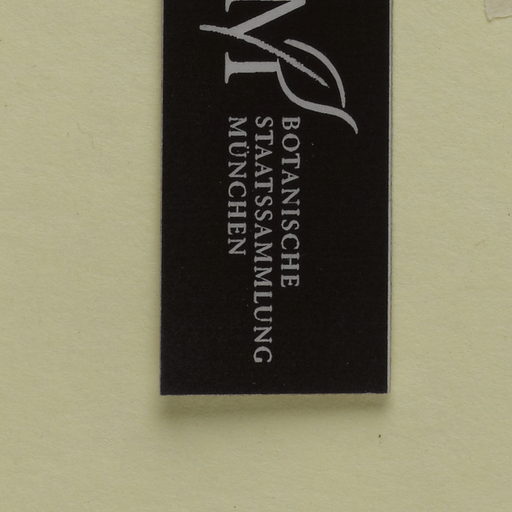 M
BOTANISCHE
STAATSSAMMLUNG
MÜNCHEN